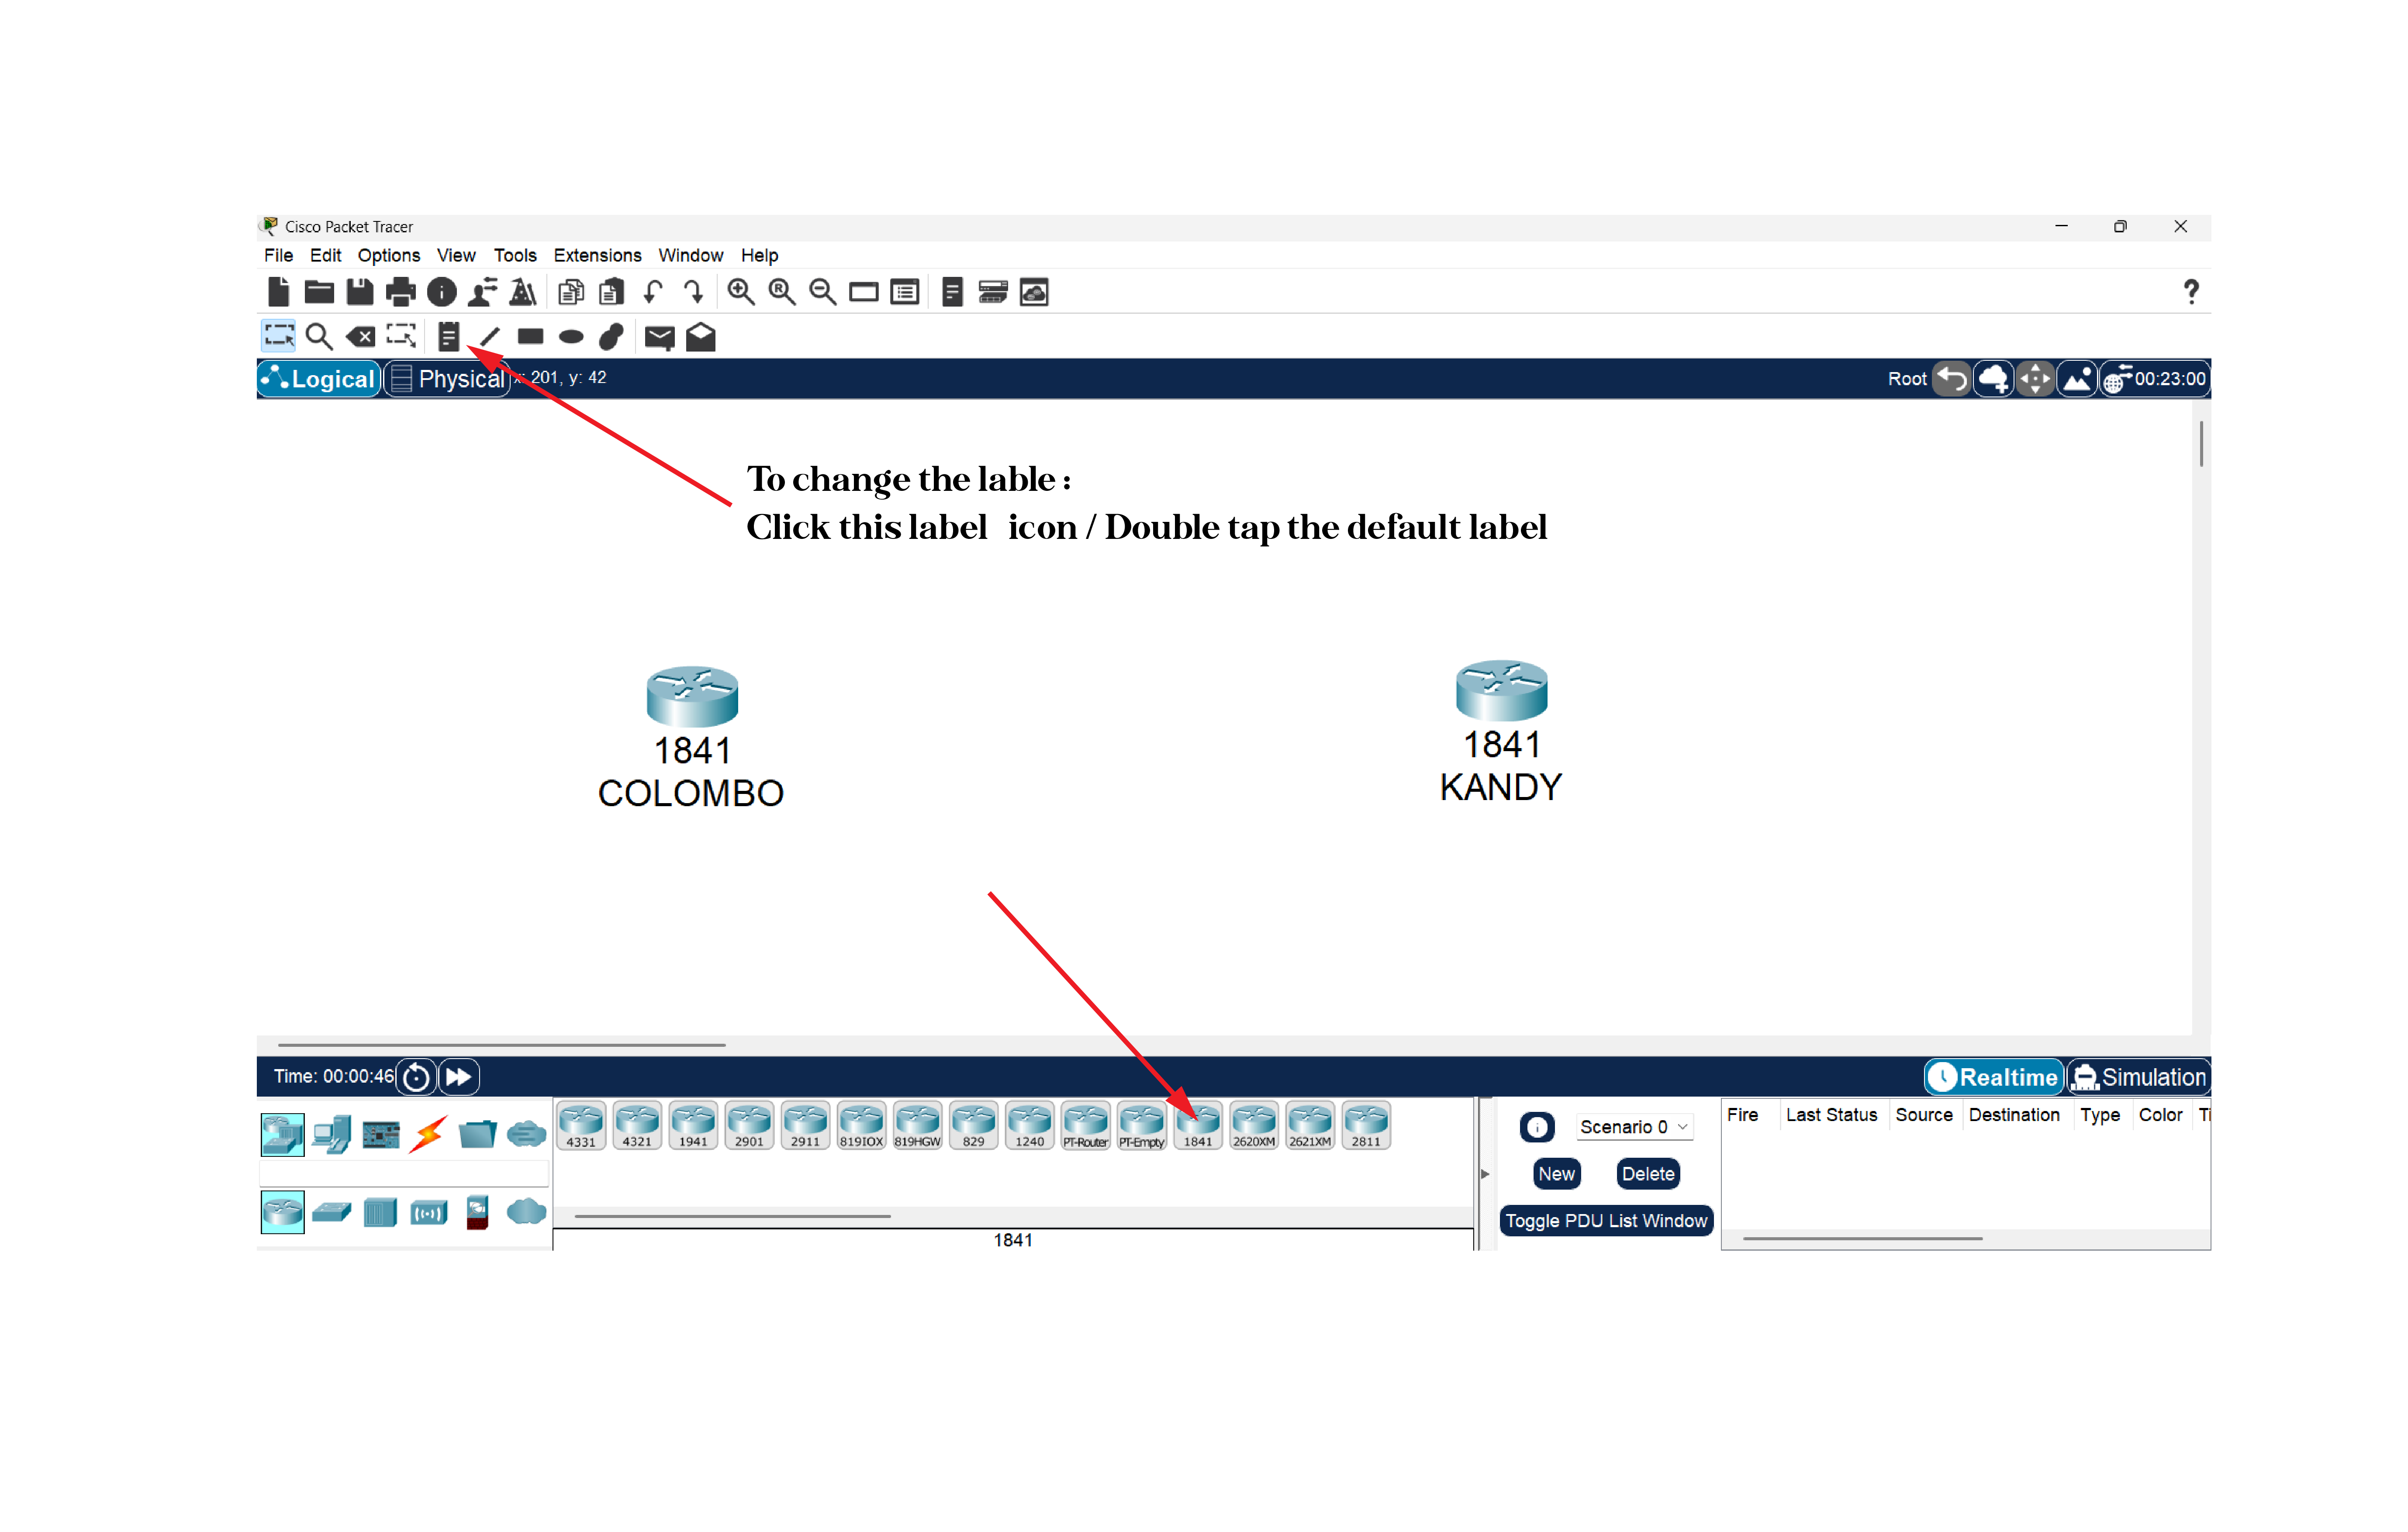 Cisco Packet Tracer
File Edit Options View Tools Extensions Window Help
?
Logical Physical x: 201, y: 42 Root 00:23:00
To change the lable :
Click this label icon / Double tap the default label
1841
COLOMBO
1841
KANDY
Time: 00:00:46 Realtime Simulation
4331 4321 1941 2901 2911 819IOX 819HGW 829 1240 PT-Router PT-Empty 1841 2620XM 2621XM 2811
1841
Scenario 0
New Delete
Toggle PDU List Window
Fire Last Status Source Destination Type Color Ti